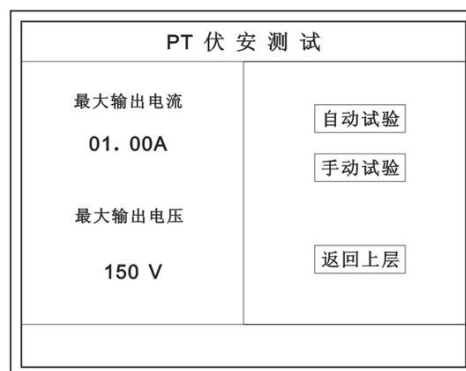 PT 伏安测试
最大输出电流
01. 00A
最大输出电压
150 V
自动试验
手动试验
返回上层